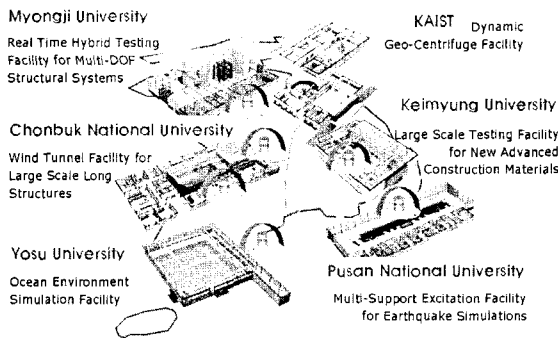 Myongji University
Real Time Hybrid Testing
Facility for Multi-DOF
Structural Systems
KAIST Dynamic
Geo-Centrifuge Facility
Chonbuk National University
Wind Tunnel Facility for
Large Scale Long
Structures
Keimyung University
Large Scale Testing Facility
for New Advanced
Construction Materials
Yosu University
Ocean Environment
Simulation Facility
Pusan National University
Multi-Support Excitation Facility
for Earthquake Simulations